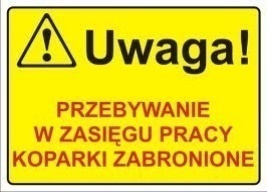 Uwaga!
PRZEBYWANIE
W ZASIĘGU PRACY
KOPARKI ZABRONIONE